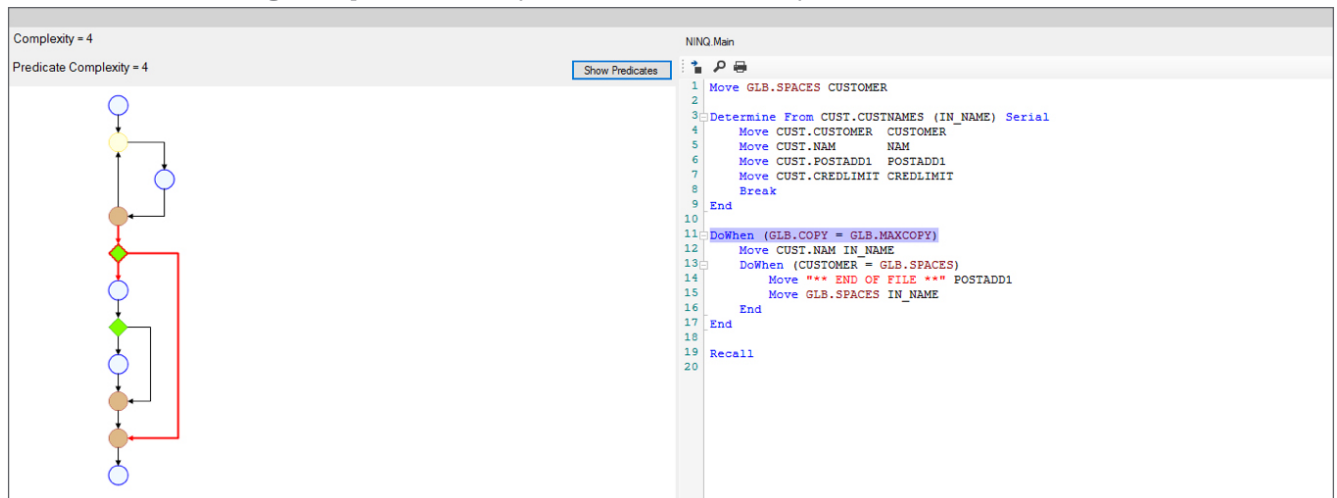 Complexity = 4
Predicate Complexity = 4
Show Predicates
NINQ.Main
1 Move GLB.SPACES CUSTOMER
2
3 Determine From CUST.CUSTNAMES (IN_NAME) Serial
4 Move CUST.CUSTOMER CUSTOMER
5 Move CUST.NAM NAM
6 Move CUST.POSTADD1 POSTADD1
7 Move CUST.CREDLIMIT CREDLIMIT
8 Break
9 End
10
11 DoWhen (GLB.COPY = GLB.MAXCOPY)
12 Move CUST.NAM IN_NAME
13 DoWhen (CUSTOMER = GLB.SPACES)
14 Move "** END OF FILE **" POSTADD1
15 Move GLB.SPACES IN_NAME
16 End
17 End
18
19 Recall
20